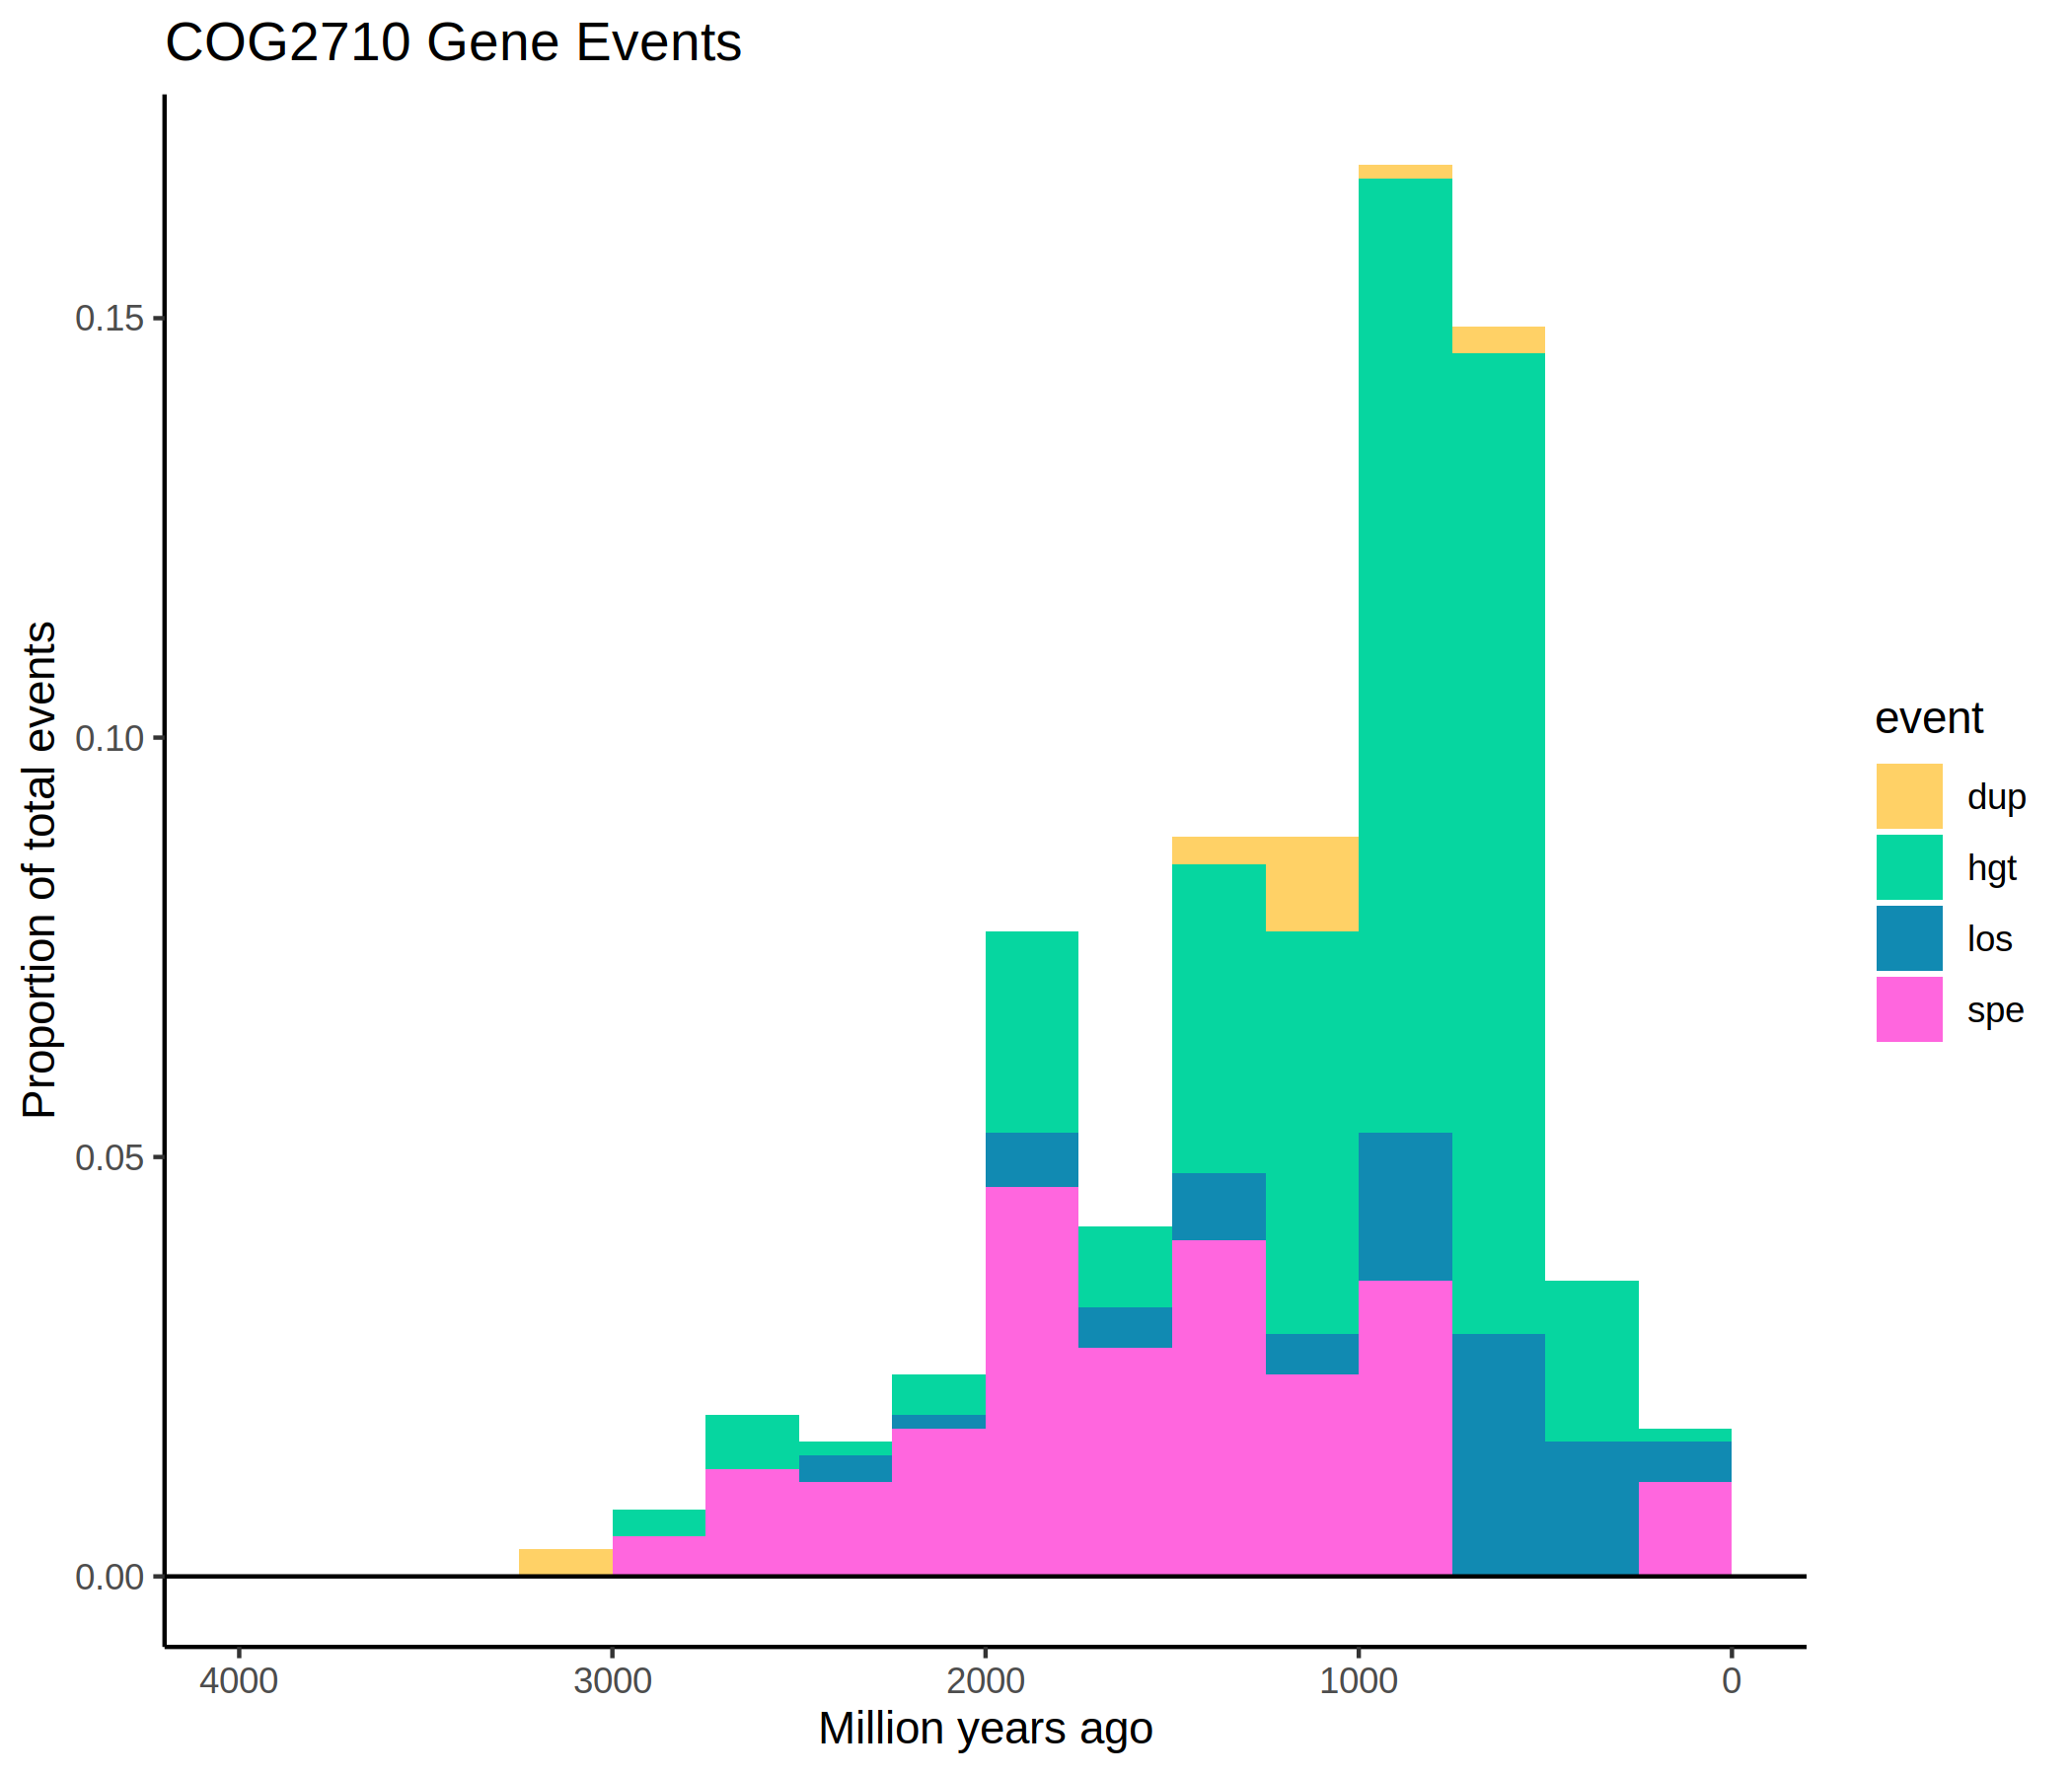 COG2710 Gene Events
Proportion of total events
0.15
0.10
0.05
0.00
4000 3000 2000 1000 0
Million years ago
event
dup
hgt
los
spe